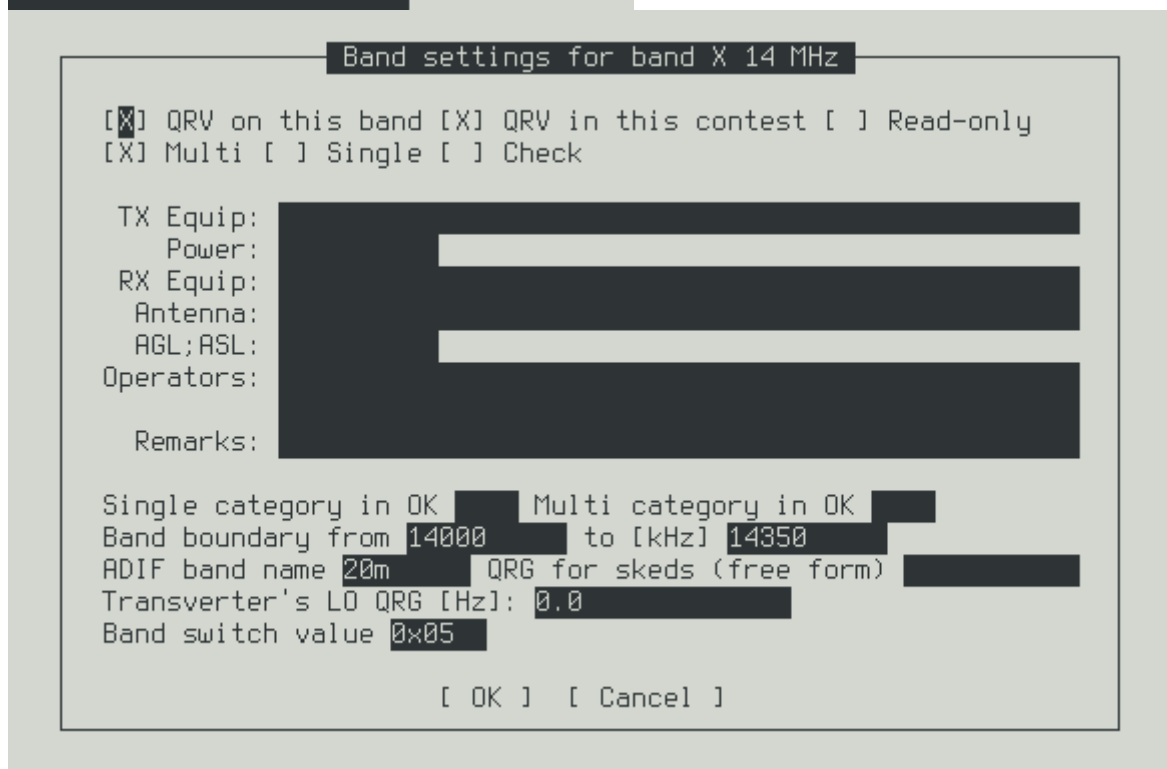 Band settings for band X 14 MHz
[X] QRV on this band [X] QRV in this contest [ ] Read-only
[X] Multi [ ] Single [ ] Check
TX Equip:
Power:
RX Equip:
Antenna:
AGL;ASL:
Operators:
Remarks:
Single category in OK Multi category in OK
Band boundary from 14000 to [kHz] 14350
ADIF band name 20m QRG for skeds (free form)
Transverter's LO QRG [Hz]: 0.0
Band switch value 0x05
[ OK ] [ Cancel ]